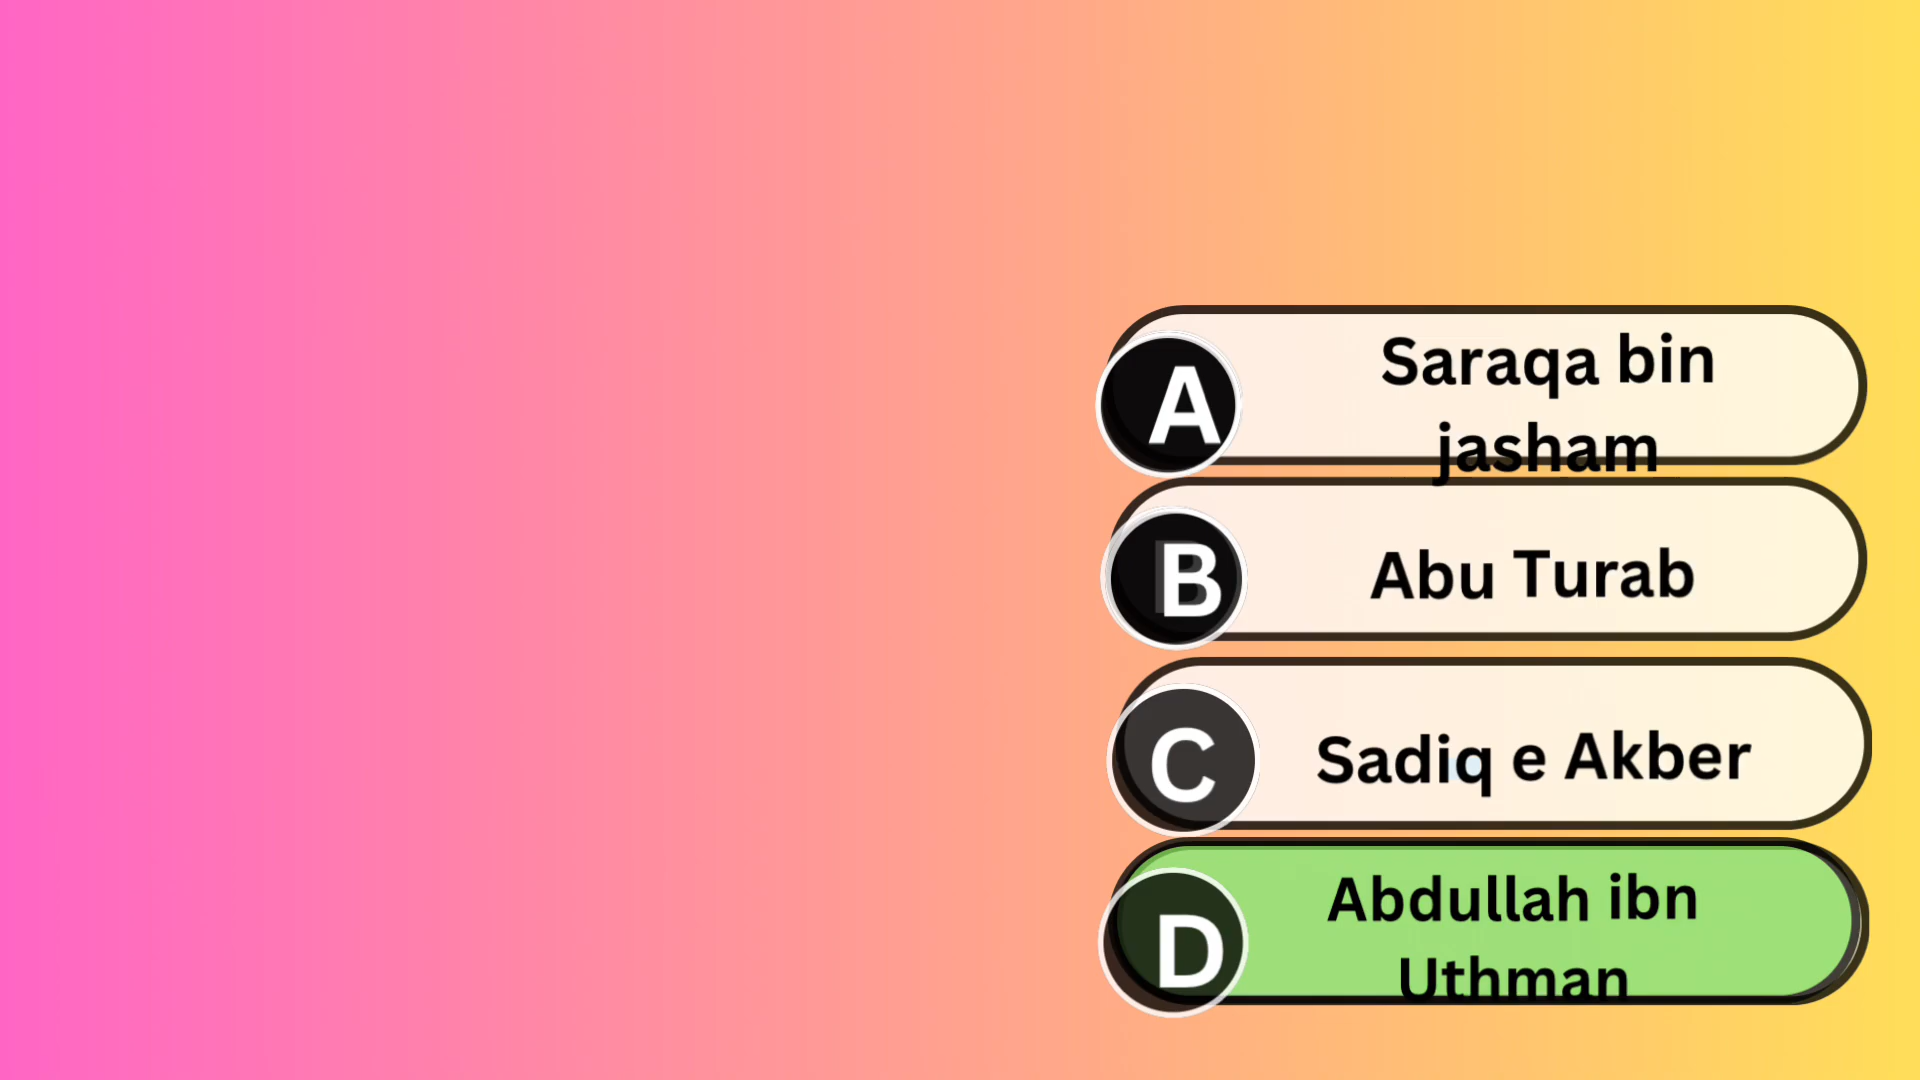 A
Saraqa bin
jasham
B
Abu Turab
C
Sadiq e Akber
D
Abdullah ibn
Uthman